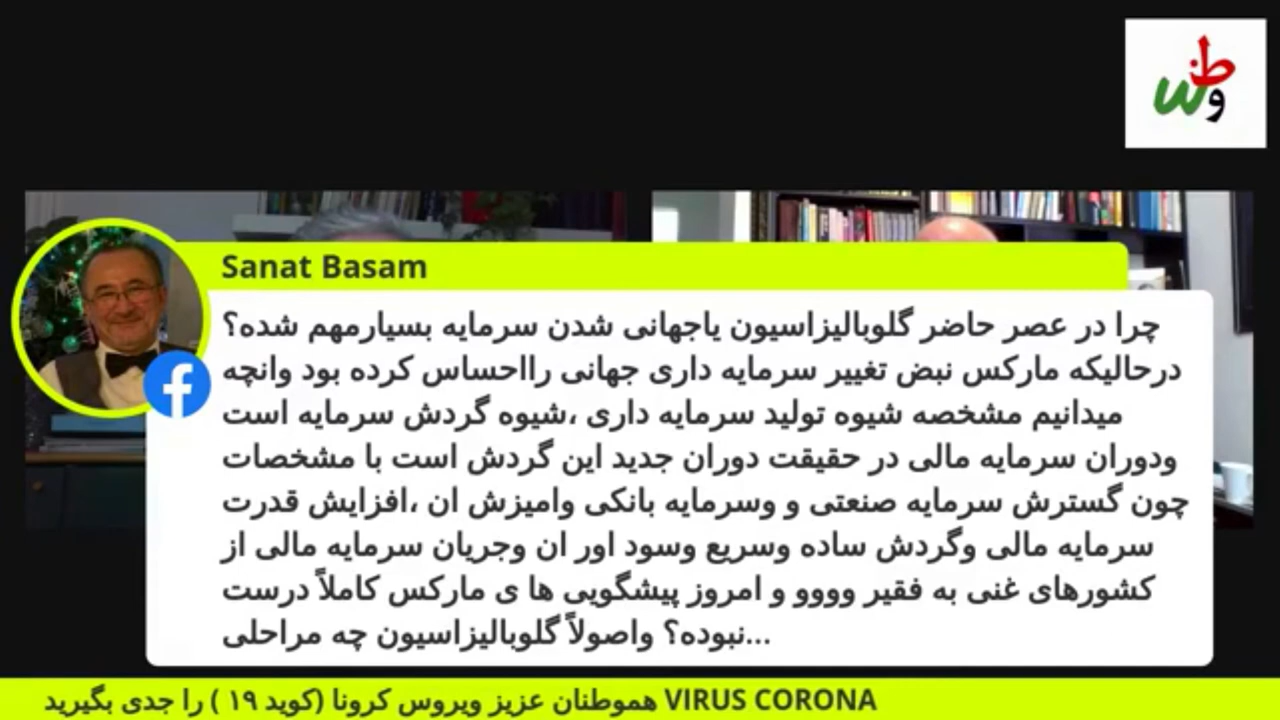 وطن
Sanat Basam
چرا در عصر حاضر گلوبالیزاسیون یاجهانی شدن سرمایه بسیارمهم شده؟
درحالیکه مارکس نبض تغییر سرمایه داری جهانی رااحساس کرده بود وانچه
میدانیم مشخصه شیوه تولید سرمایه داری ،شیوه گردش سرمایه است
ودوران سرمایه مالی در حقیقت دوران جدید این گردش است با مشخصات
چون گسترش سرمایه صنعتی و وسرمایه بانکی وامیزش ان ،افزایش قدرت
سرمایه مالی وگردش ساده وسریع وسود اور ان وجریان سرمایه مالی از
کشورهای غنی به فقیر وووو و امروز پیشگویی ها ی مارکس کاملاً درست
نبوده؟ واصولاً گلوبالیزاسیون چه مراحلی...
هموطنان عزیز ویروس کرونا (کوید ۱۹ ) را جدی بگیرید VIRUS CORONA